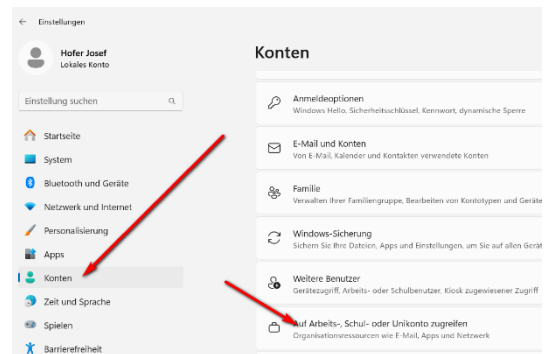 Einstellungen
Hofer Josef
Lokales Konto
Einstellung suchen
Startseite
System
Bluetooth und Geräte
Netzwerk und Internet
Personalisierung
Apps
Konten
Zeit und Sprache
Spielen
Barrierefreiheit
Konten
Anmeldeoptionen
Windows Hello, Sicherheitsschlüssel, Kennwort, dynamische Sperre
E-Mail und Konten
Von E-Mail, Kalender und Kontakten verwendete Konten
Familie
Verwalten Ihrer Familiengruppe, Bearbeiten von Kontotypen und Geräte
Windows-Sicherung
Sichern Sie Ihre Dateien, Apps und Einstellungen, um Sie auf allen Gerät
Weitere Benutzer
Gerätezugriff, Arbeits- oder Schulbenutzer, Kiosk zugewiesener Zugriff
Auf Arbeits-, Schul- oder Unikonto zugreifen
Organisationsressourcen wie E-Mail, Apps und Netzwerk